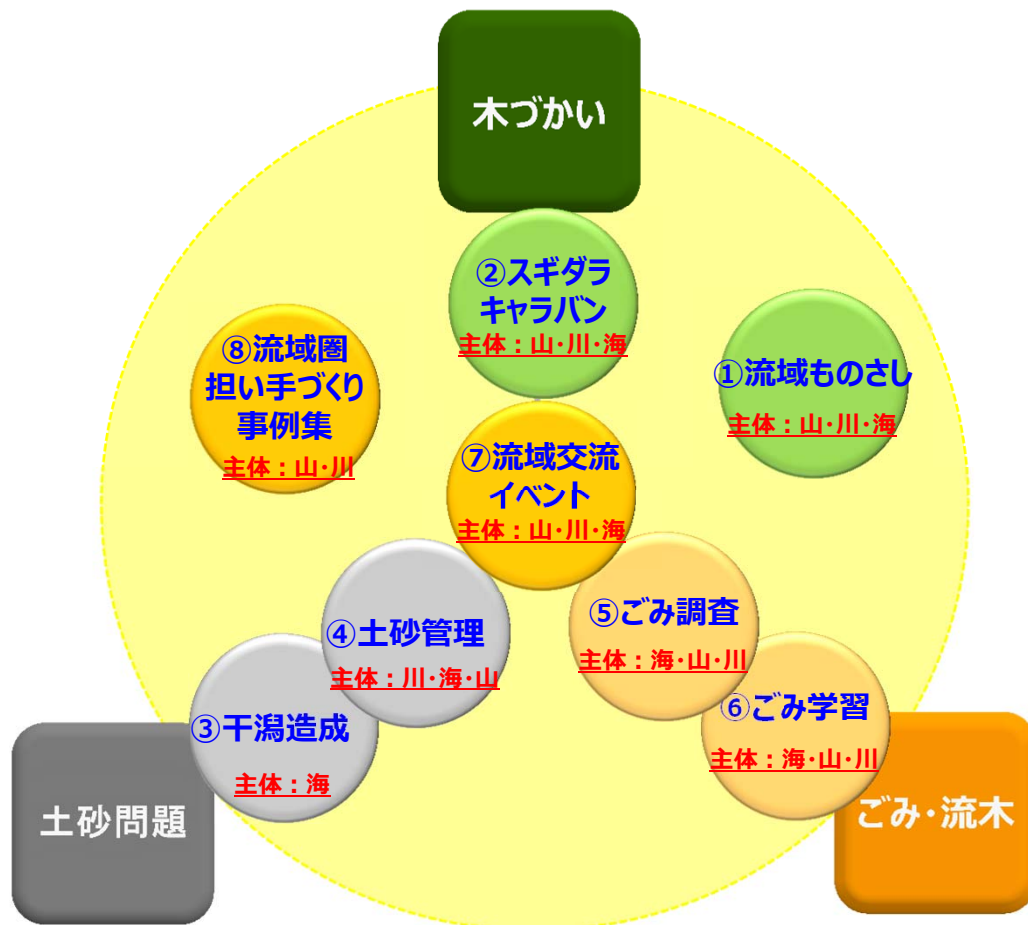 木づかい
②スギダラ
キャラバン
主体：山・川・海
⑧流域圏
担い手づくり
事例集
主体：山・川
①流域ものさし
主体：山・川・海
⑦流域交流
イベント
主体：山・川・海
④土砂管理
主体：川・海・山
⑤ごみ調査
主体：海・山・川
③干潟造成
主体：海
⑥ごみ学習
主体：海・山・川
土砂問題
ごみ・流木